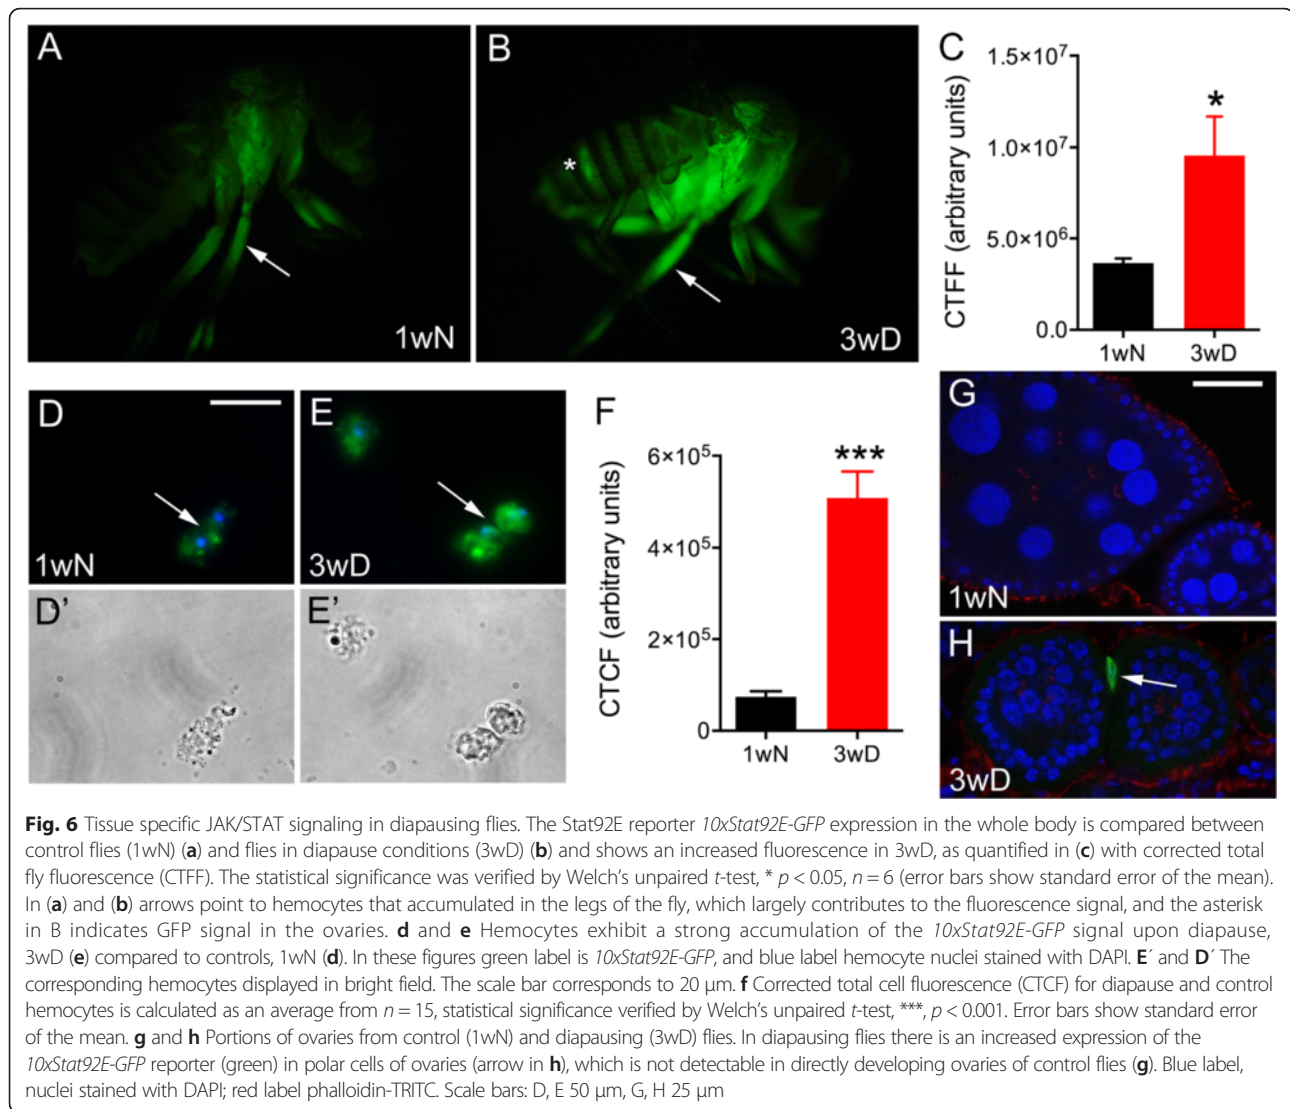 A
1wN
B
*
3wD
C
CTFF (arbitrary units)
1.5×10⁷
1.0×10⁷
5.0×10⁶
0.0
*
1wN
3wD
D
1wN
E
3wD
D'
E'
F
CTCF (arbitrary units)
6×10⁵
4×10⁵
2×10⁵
0
***
1wN
3wD
G
1wN
H
3wD
Fig. 6 Tissue specific JAK/STAT signaling in diapausing flies. The Stat92E reporter 10xStat92E-GFP expression in the whole body is compared between
control flies (1wN) (a) and flies in diapause conditions (3wD) (b) and shows an increased fluorescence in 3wD, as quantified in (c) with corrected total
fly fluorescence (CTFF). The statistical significance was verified by Welch's unpaired t-test, * p < 0.05, n = 6 (error bars show standard error of the mean).
In (a) and (b) arrows point to hemocytes that accumulated in the legs of the fly, which largely contributes to the fluorescence signal, and the asterisk
in B indicates GFP signal in the ovaries. d and e Hemocytes exhibit a strong accumulation of the 10xStat92E-GFP signal upon diapause,
3wD (e) compared to controls, 1wN (d). In these figures green label is 10xStat92E-GFP, and blue label hemocyte nuclei stained with DAPI. E´ and D´ The
corresponding hemocytes displayed in bright field. The scale bar corresponds to 20 μm. f Corrected total cell fluorescence (CTCF) for diapause and control
hemocytes is calculated as an average from n = 15, statistical significance verified by Welch's unpaired t-test, ***, p < 0.001. Error bars show standard error
of the mean. g and h Portions of ovaries from control (1wN) and diapausing (3wD) flies. In diapausing flies there is an increased expression of the
10xStat92E-GFP reporter (green) in polar cells of ovaries (arrow in h), which is not detectable in directly developing ovaries of control flies (g). Blue label,
nuclei stained with DAPI; red label phalloidin-TRITC. Scale bars: D, E 50 μm, G, H 25 μm